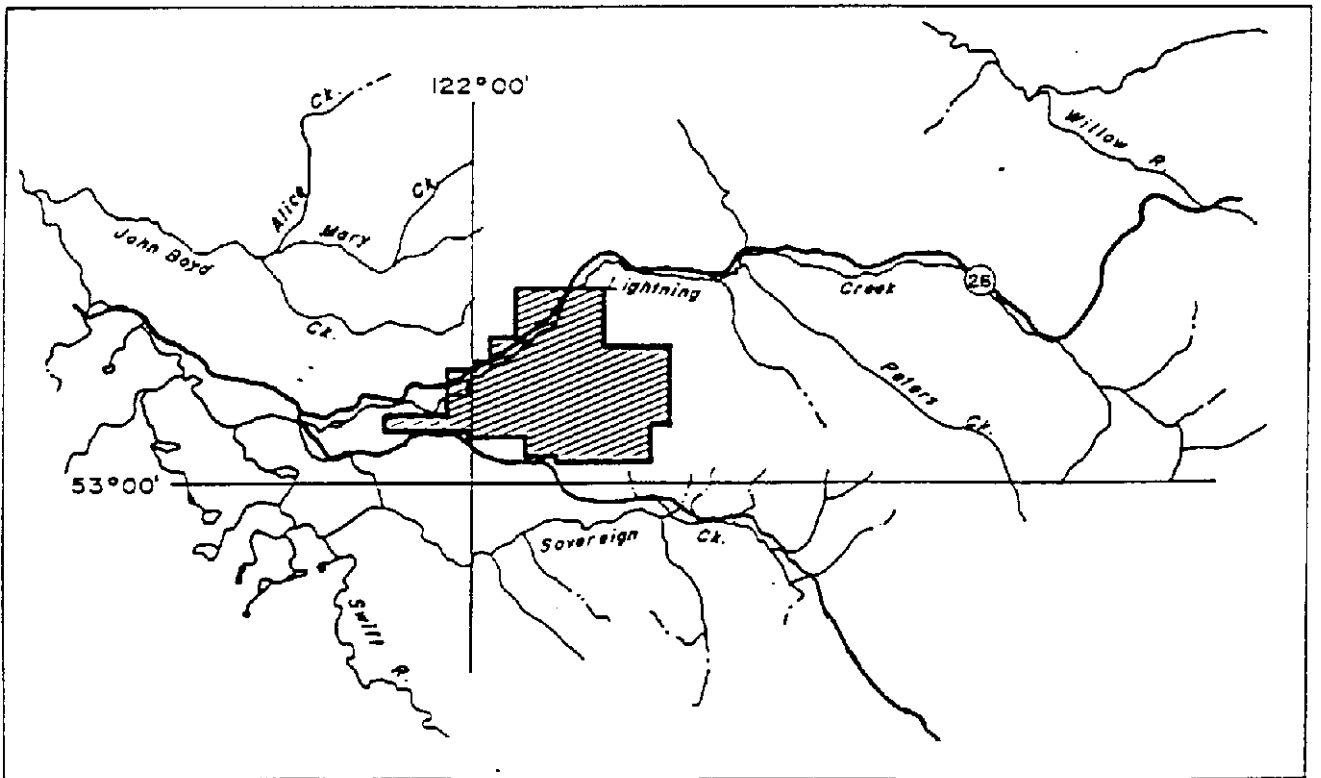 122°00'
Ck.
Alice
Ck.
Mary
John Boyd
Ck.
Willow R.
Lightning Creek
26
Peters Ck.
53°00'
Sovereign Ck.
Swift R.